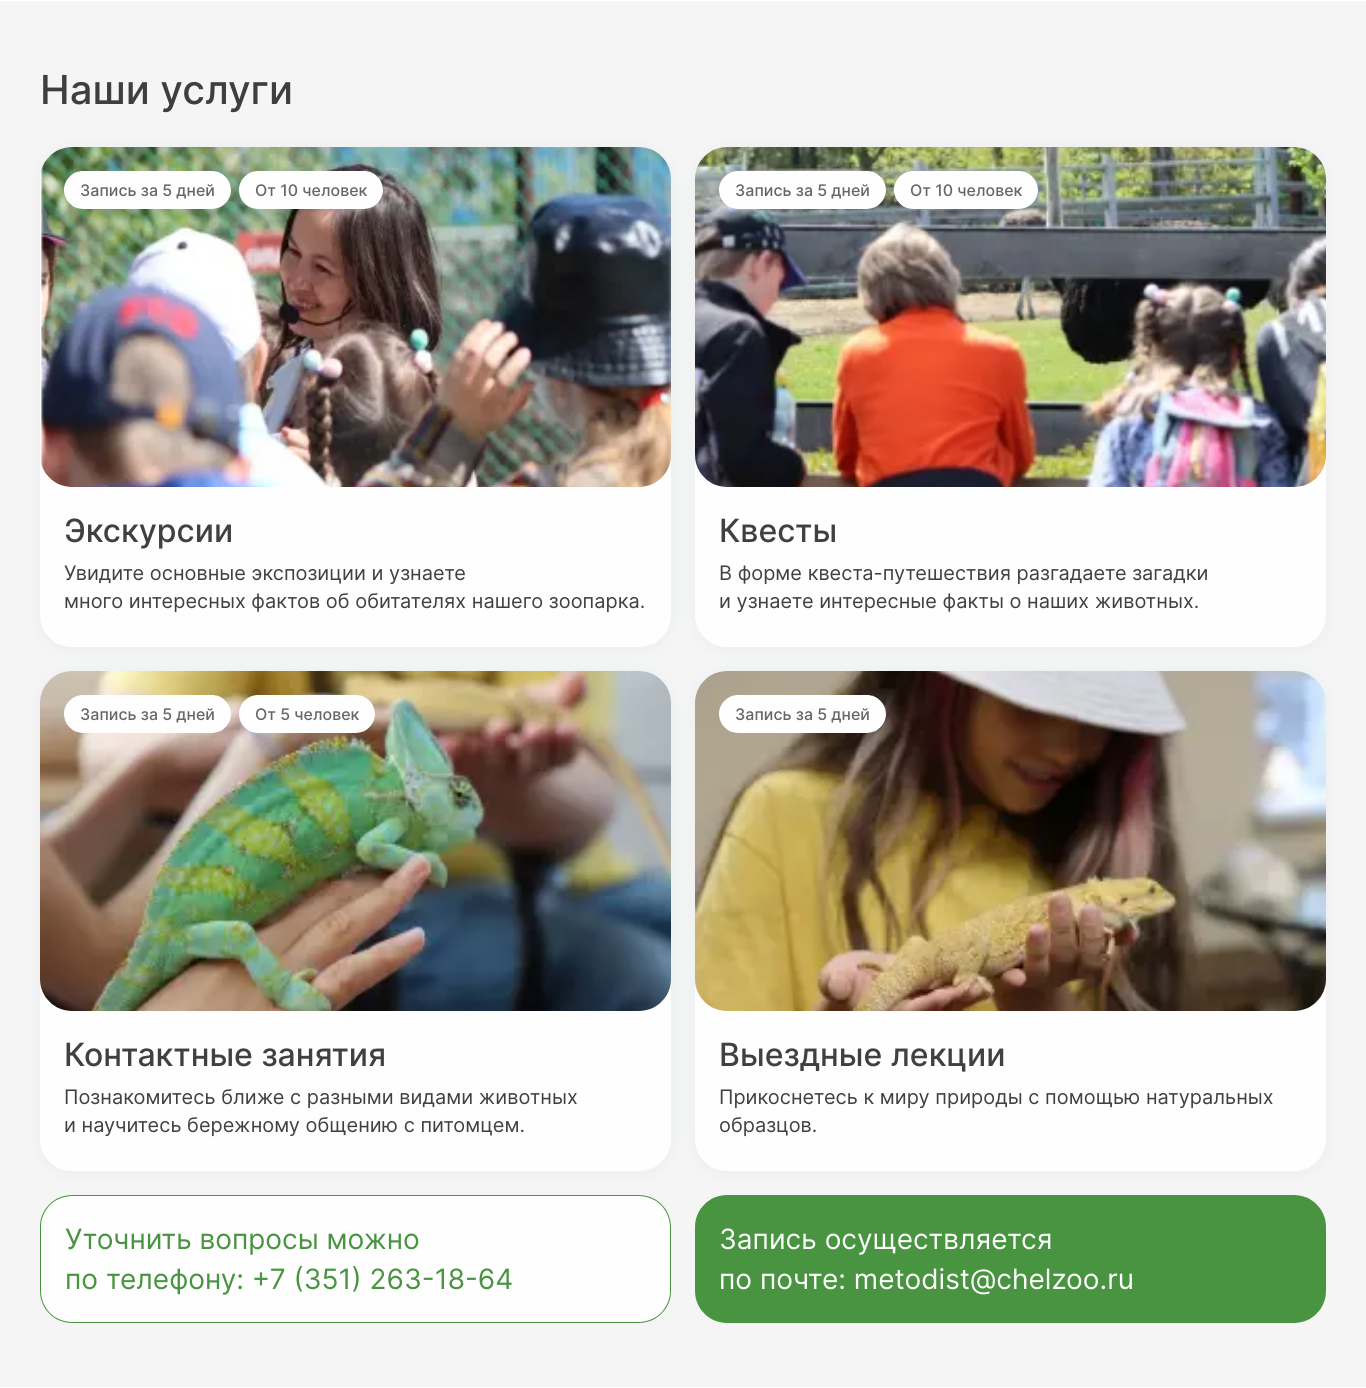 Наши услуги
Запись за 5 дней
От 10 человек
Экскурсии
Увидите основные экспозиции и узнаете
много интересных фактов об обитателях нашего зоопарка.
Запись за 5 дней
От 10 человек
Квесты
В форме квеста-путешествия разгадаете загадки
и узнаете интересные факты о наших животных.
Запись за 5 дней
От 5 человек
Контактные занятия
Познакомитесь ближе с разными видами животных
и научитесь бережному общению с питомцем.
Запись за 5 дней
Выездные лекции
Прикоснетесь к миру природы с помощью натуральных
образцов.
Уточнить вопросы можно
по телефону: +7 (351) 263-18-64
Запись осуществляется
по почте: metodist@chelzoo.ru